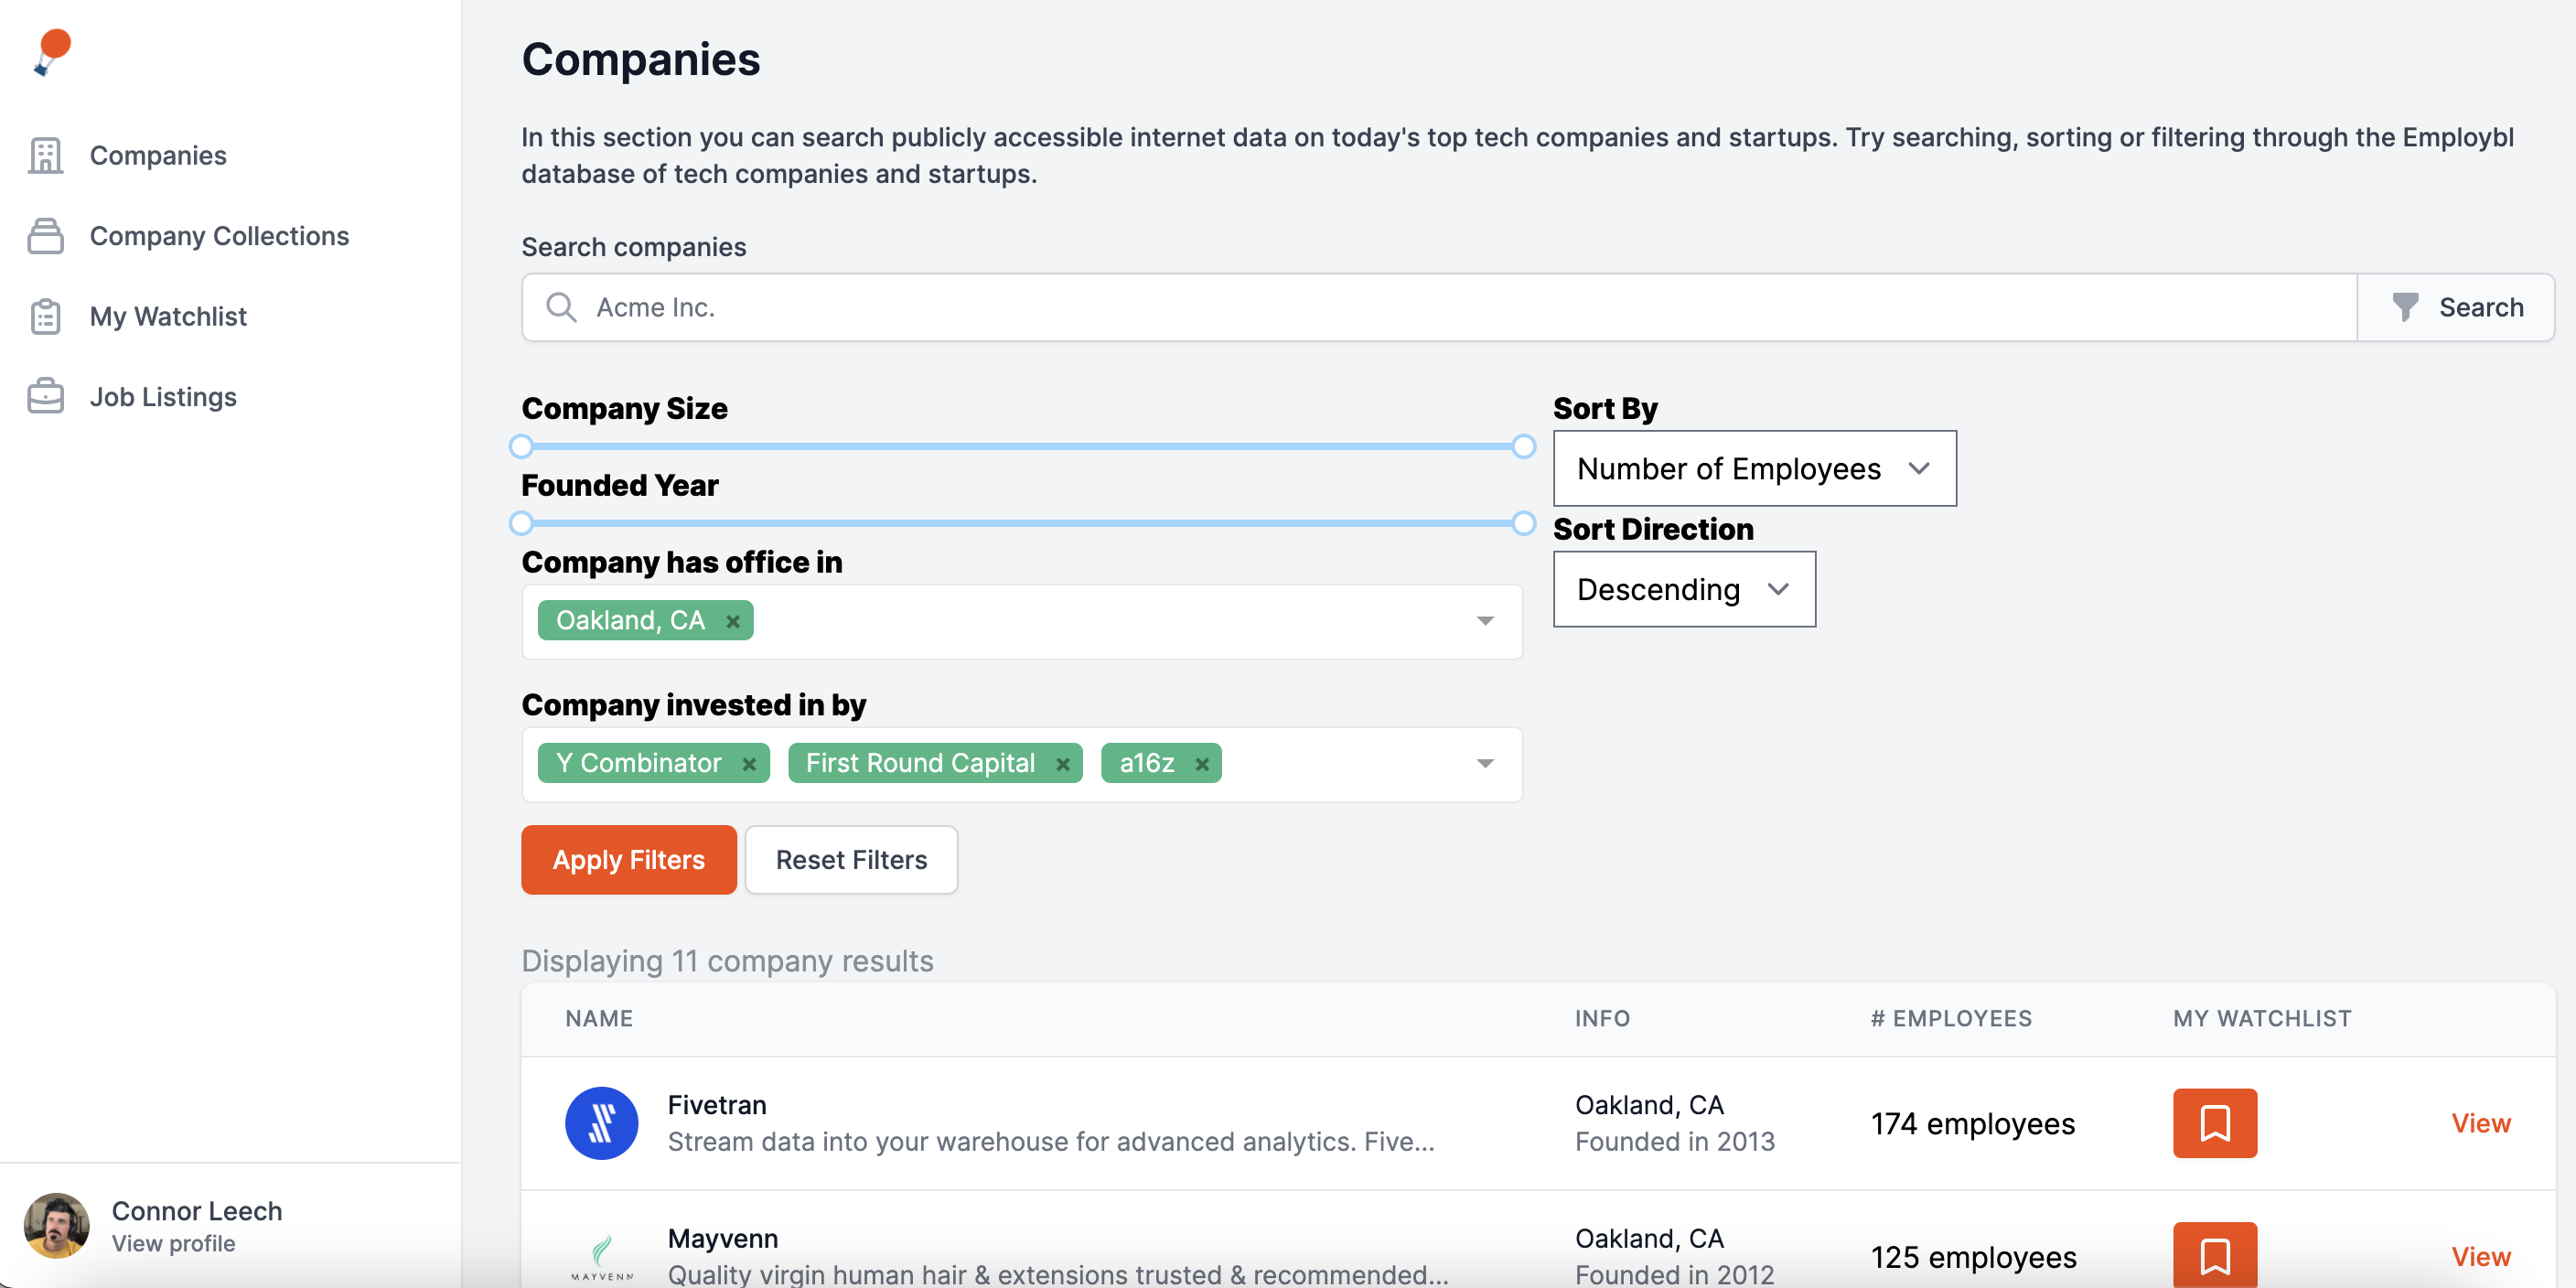 Companies
Company Collections
My Watchlist
Job Listings
Connor Leech
View profile
Companies
In this section you can search publicly accessible internet data on today's top tech companies and startups. Try searching, sorting or filtering through the Employbl
database of tech companies and startups.
Search companies
Acme Inc.
Search
Company Size
Founded Year
Company has office in
Oakland, CA ×
Company invested in by
Y Combinator × First Round Capital × a16z ×
Sort By
Number of Employees
Sort Direction
Descending
Apply Filters
Reset Filters
Displaying 11 company results
NAME INFO # EMPLOYEES MY WATCHLIST
Fivetran
Stream data into your warehouse for advanced analytics. Five...
Oakland, CA
Founded in 2013
174 employees
View
MAYVENN
Mayvenn
Quality virgin human hair & extensions trusted & recommended...
Oakland, CA
Founded in 2012
125 employees
View